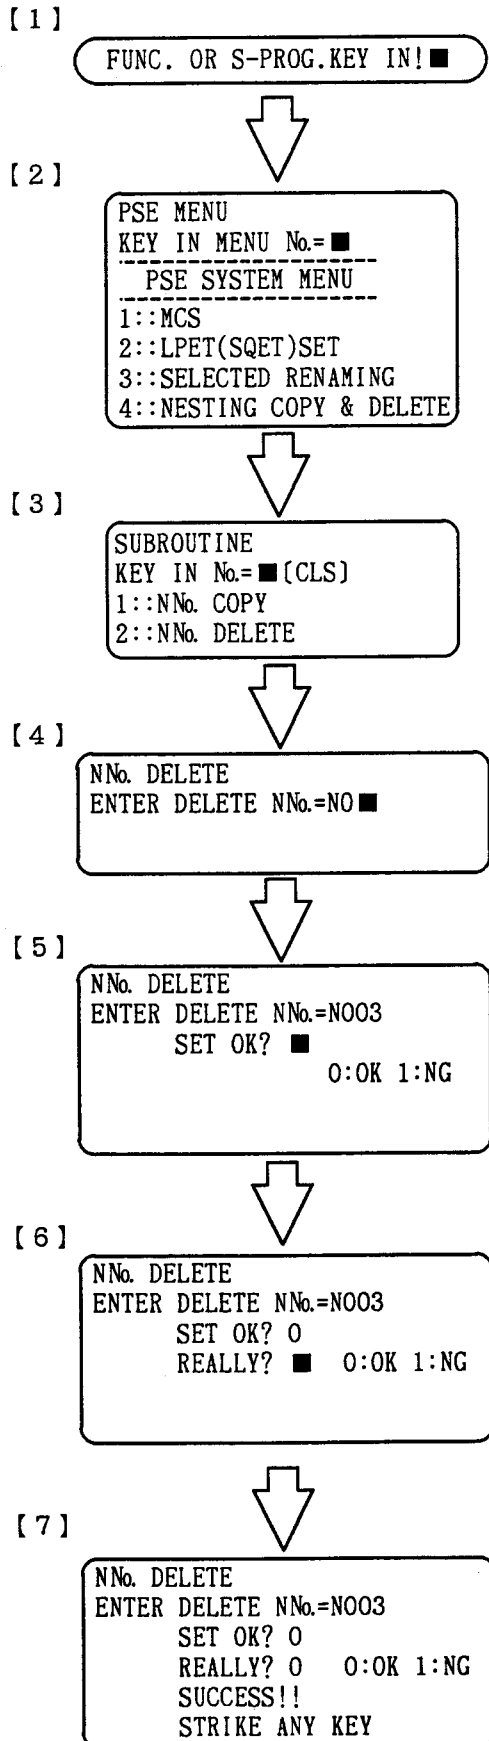 【1】
FUNC. OR S-PROG.KEY IN!■
【2】
PSE MENU
KEY IN MENU №=■
PSE SYSTEM MENU
1::MCS
2::LPET(SQET)SET
3::SELECTED RENAMING
4::NESTING COPY & DELETE
【3】
SUBROUTINE
KEY IN №=■[CLS]
1::N№ COPY
2::N№ DELETE
【4】
N№ DELETE
ENTER DELETE N№=N0■
【5】
N№ DELETE
ENTER DELETE N№=N003
SET OK? ■
0:OK 1:NG
【6】
N№ DELETE
ENTER DELETE N№=N003
SET OK? 0
REALLY? ■ 0:OK 1:NG
【7】
N№ DELETE
ENTER DELETE N№=N003
SET OK? 0
REALLY? 0 0:OK 1:NG
SUCCESS!!
STRIKE ANY KEY